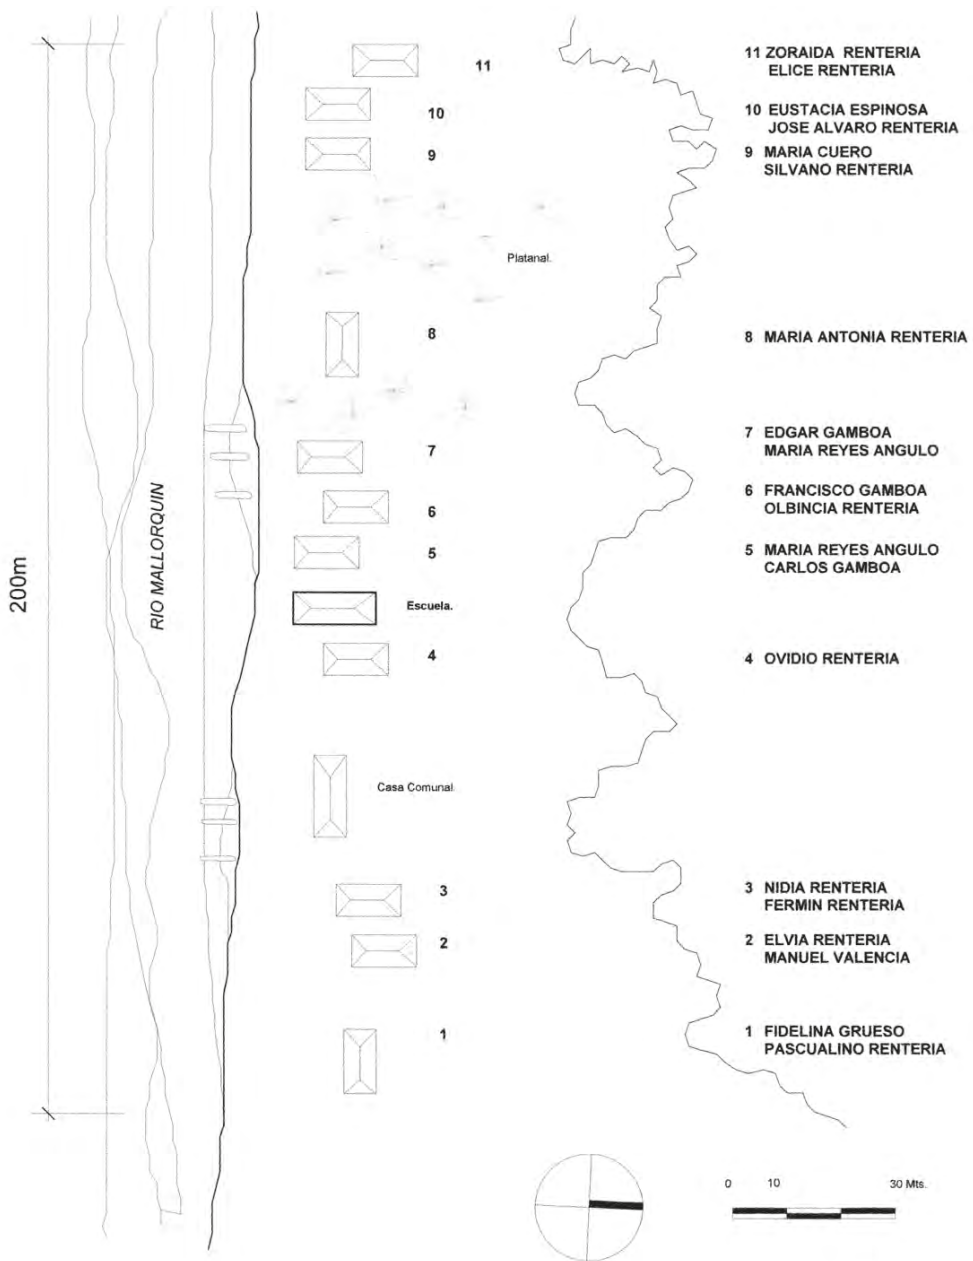 11
11 ZORAIDA RENTERIA
ELICE RENTERIA
10
10 EUSTACIA ESPINOSA
JOSE ALVARO RENTERIA
9
9 MARIA CUERO
SILVANO RENTERIA
Platanal.
8
8 MARIA ANTONIA RENTERIA
7
7 EDGAR GAMBOA
MARIA REYES ANGULO
6
6 FRANCISCO GAMBOA
OLBINCIA RENTERIA
5
5 MARIA REYES ANGULO
CARLOS GAMBOA
RIO MALLORQUIN
200m
Escuela.
4
4 OVIDIO RENTERIA
Casa Comunal.
3
3 NIDIA RENTERIA
FERMIN RENTERIA
2
2 ELVIA RENTERIA
MANUEL VALENCIA
1
1 FIDELINA GRUESO
PASCUALINO RENTERIA
0 10 30 Mts.